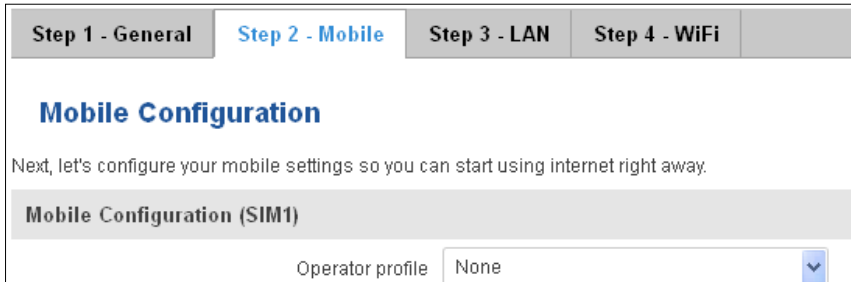 Step 1 - General Step 2 - Mobile Step 3 - LAN Step 4 - WiFi
Mobile Configuration
Next, let's configure your mobile settings so you can start using internet right away.
Mobile Configuration (SIM1)
Operator profile None